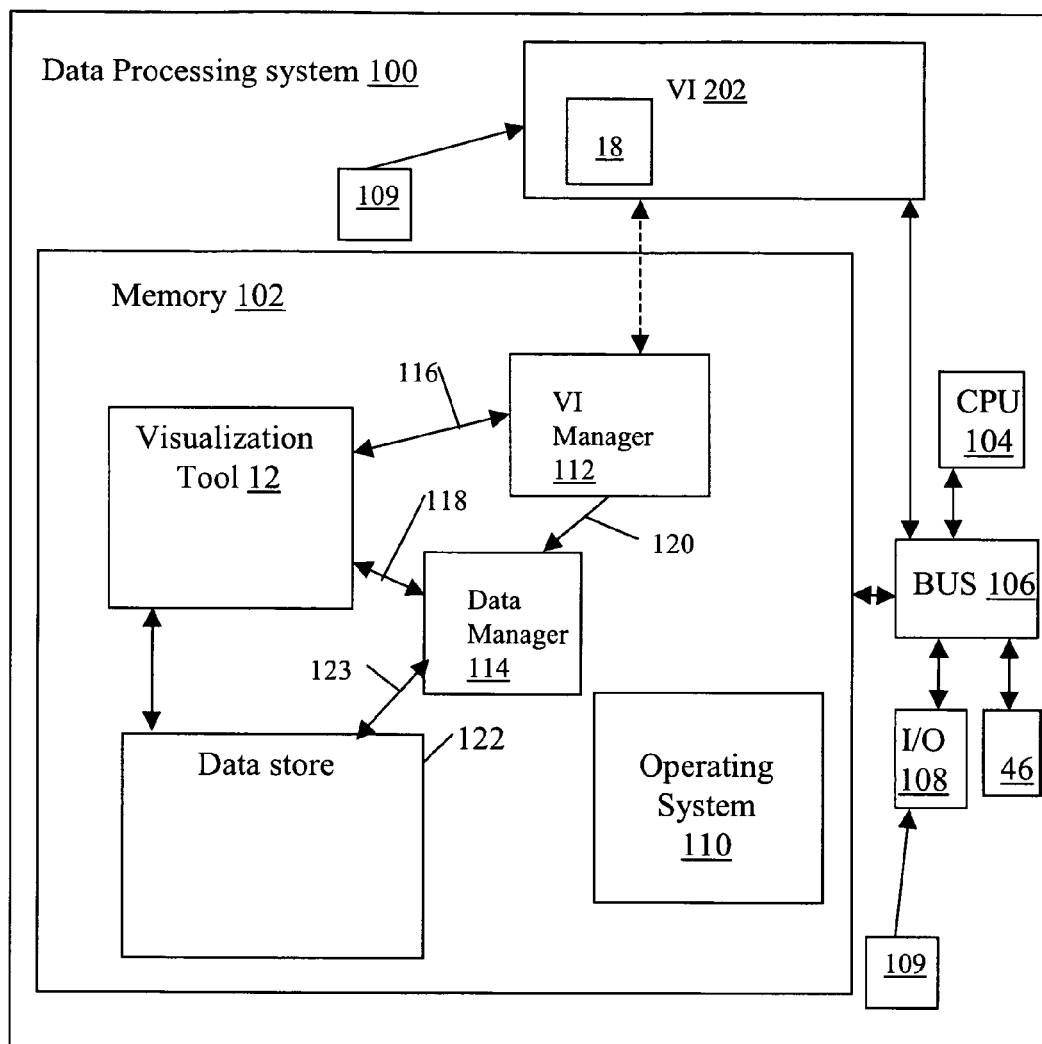 Data Processing system 100
VI 202
18
109
Memory 102
116
VI
Manager
112
CPU
104
Visualization
Tool 12
118
120
Data
Manager
114
BUS 106
123
122
Data store
Operating
System
110
I/O
108
46
109